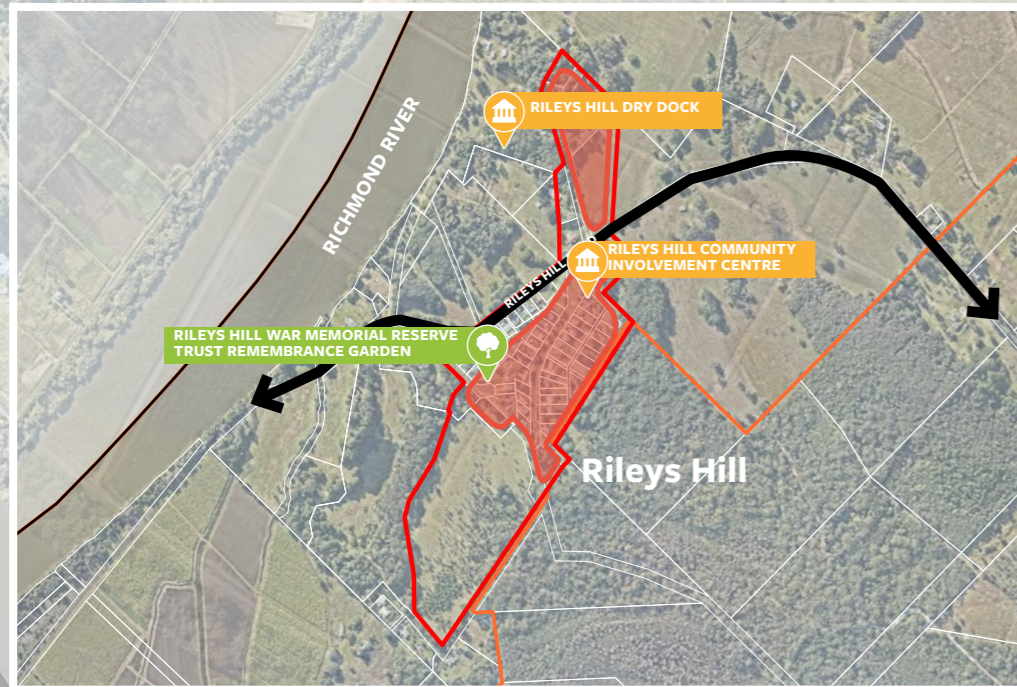 RILEYS HILL DRY DOCK
RICHMOND RIVER
RILEYS HILL COMMUNITY
INVOLVEMENT CENTRE
RILEYS HILL
RILEYS HILL WAR MEMORIAL RESERVE
TRUST REMEMBRANCE GARDEN
Rileys Hill